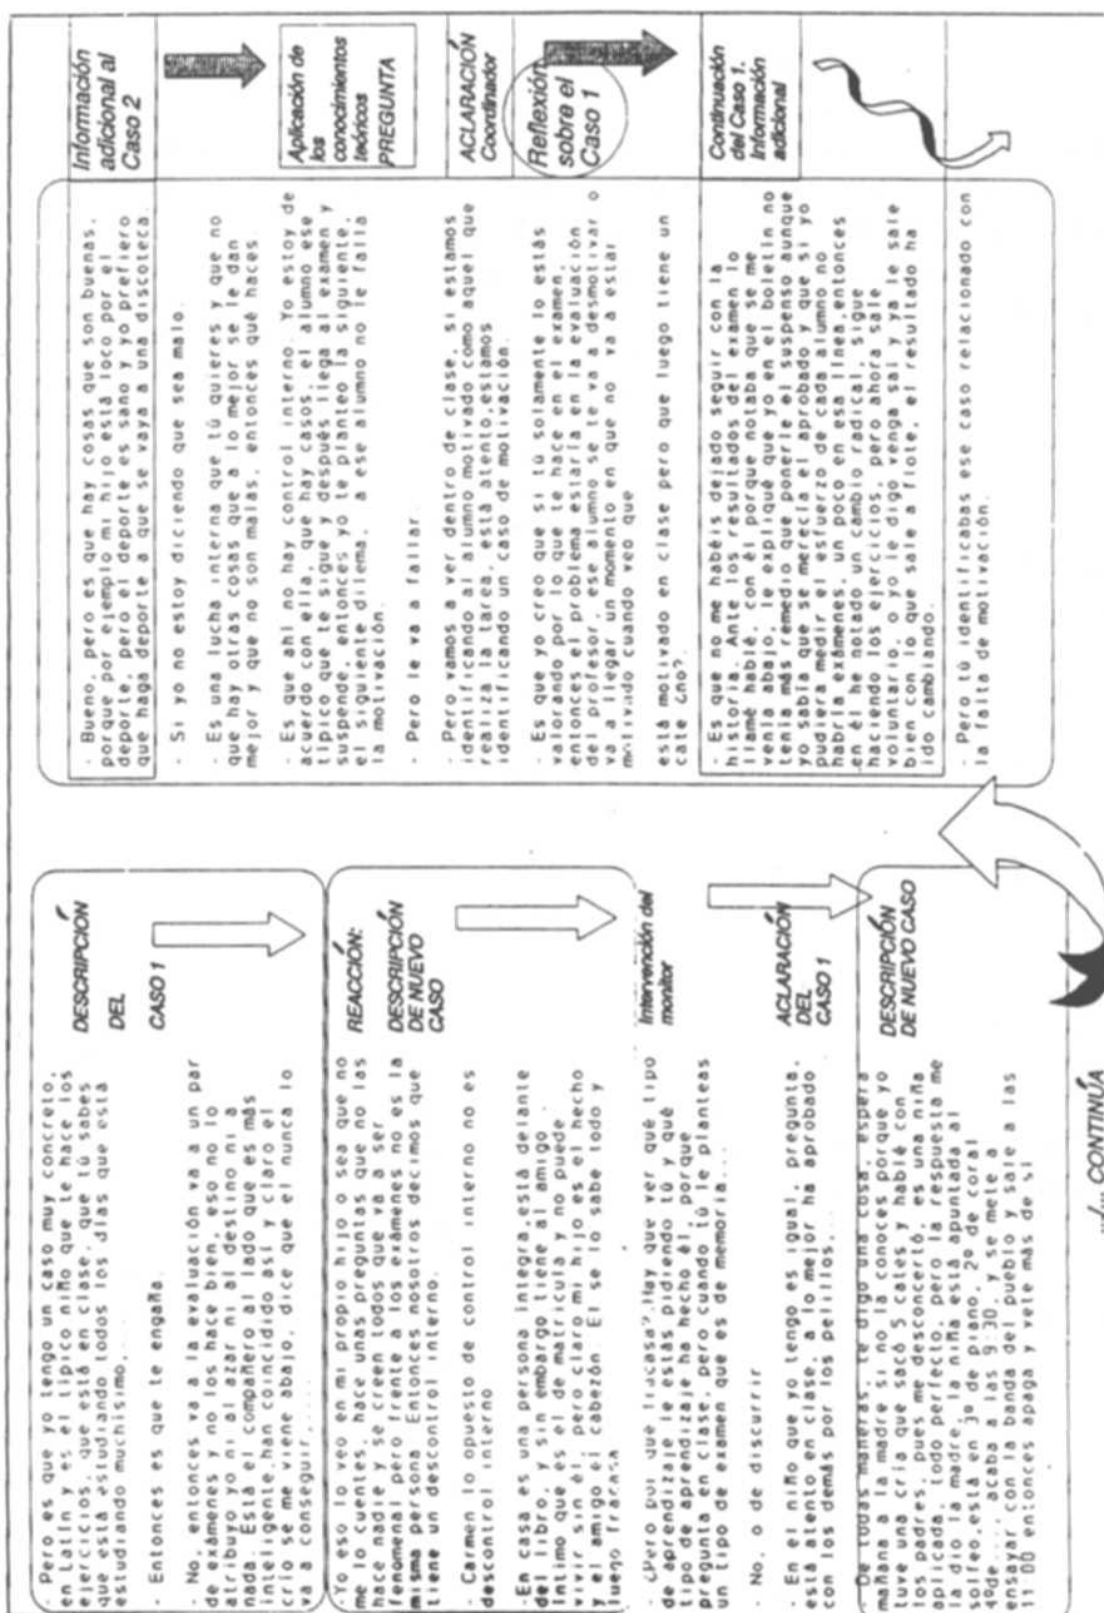 - Pero es que yo tengo un caso muy concreto,
en Latín y es el típico niño que te hace los
ejercicios, que está en clase, que tú sabes
que está estudiando todos los días que está
estudiando muchísimo,...
- Entonces es que te engaña.
- No, entonces va a la evaluación va a un par
de exámenes y no los hace bien, eso no lo
atribuyo yo ni al azar ni al destino ni a
nada. Está el compañero al lado que es más
inteligente,han coincidido así y claro el
crío se me viene abajo, dice que el nunca lo
va a conseguir,...
DESCRIPCIÓN
DEL
CASO 1
- Yo eso lo veo en mi propio hijo o sea que no
me lo cuentes, hace unas preguntas que no las
hace nadie y se creen todos que va a ser
fenomenal pero frente a los exámenes no es la
misma persona. Entonces nosotros decimos que
tiene un descontrol interno.
- Carmen lo opuesto de control interno no es
descontrol interno
-En casa es una persona íntegra,está delante
del libro, y sin embargo tiene al amigo
íntimo que es el de matrícula y no puede
vivir sin él, pero claro mi hijo es el hecho
y el amigo el cabezón. El se lo sabe todo y
luego fracasa
REACCIÓN:
DESCRIPCIÓN
DE NUEVO
CASO
- ¿Pero por que fracasa?.Hay que ver qué tipo
de aprendizaje le estás pidiendo tú y qué
tipo de aprendizaje ha hecho él, porque
pregunta en clase, pero cuando tú le planteas
un tipo de examen que es de memoria...
- No, o de discurrir
Intervención del
monitor
- En el niño que yo tengo es igual, pregunta,
está atento en clase, a lo mejor ha aprobado
con los demás por los pelillos,...
ACLARACIÓN
DEL
CASO 1
- De todas maneras, te digo una cosa, espera
mañana a la madre si no la conoces porque yo
tuve una cría que sacó 5 cates y hablé con
los padres, pues me desconcertó, es una niña
aplicada, todo perfecto, pero la respuesta me
la dio la madre, la niña está apuntada al
solfeo,está en 3º de piano, 2º de coral
4ºde... acaba a las 9:30, y se mete a
ensayar con la banda del pueblo y sale a las
11:00 entonces apaga y vete más de si
DESCRIPCIÓN
DE NUEVO CASO
CONTINÚA
- Bueno, pero es que hay cosas que son buenas,
porque por ejemplo mi hijo está loco por el
deporte, pero el deporte es sano y yo prefiero
que haga deporte a que se vaya a una discoteca.
Información
adicional al
Caso 2
- Si yo no estoy diciendo que sea malo.
- Es una lucha interna que tú quieres y que no
que hay otras cosas que a lo mejor se le dan
mejor y que no son malas, entonces qué haces.
- Es que ahí no hay control interno. Yo estoy de
acuerdo con ella, que hay casos, el alumno ese
típico que te sigue y después llega al examen y
suspende, entonces yo te planteo la siguiente,
el siguiente dilema, a ese alumno no le falla
la motivación.
Aplicación de
los
conocimientos
teóricos
PREGUNTA
- Pero le va a fallar.
- Pero vamos a ver dentro de clase, si estamos
identificando al alumno motivado como aquel que
realiza la tarea, está atento,estamos
identificando un caso de motivación.
ACLARACIÓN
Coordinador
- Es que yo creo que si tú solamente lo estás
valorando por lo que te hace en el examen,
entonces el problema estaría en la evaluación
del profesor, ese alumno se te va a desmotivar o
va a llegar un momento en que no va a estar
motivado cuando veo que
está motivado en clase pero que luego tiene un
cate ¿no?.
Reflexión
sobre el
Caso 1
- Es que no me habéis dejado seguir con la
historia. Ante los resultados del examen lo
llamé hablé, con él porque notaba que se me
venía abajo, le expliqué que yo en el boletín no
tenía más remedio que ponerle el suspenso aunque
yo sabía que se merecía el aprobado y que si yo
pudiera medir el esfuerzo de cada alumno no
habría exámenes, un poco en esa línea,entonces
en él he notado un cambio radical, sigue
haciendo los ejercicios, pero ahora sale
voluntario, o yo le digo venga sal y ya le sale
bien con lo que sale a flote, el resultado ha
ido cambiando.
Continuación
del Caso 1.
Información
adicional
- Pero tú identificabas ese caso relacionado con
la falta de motivación.